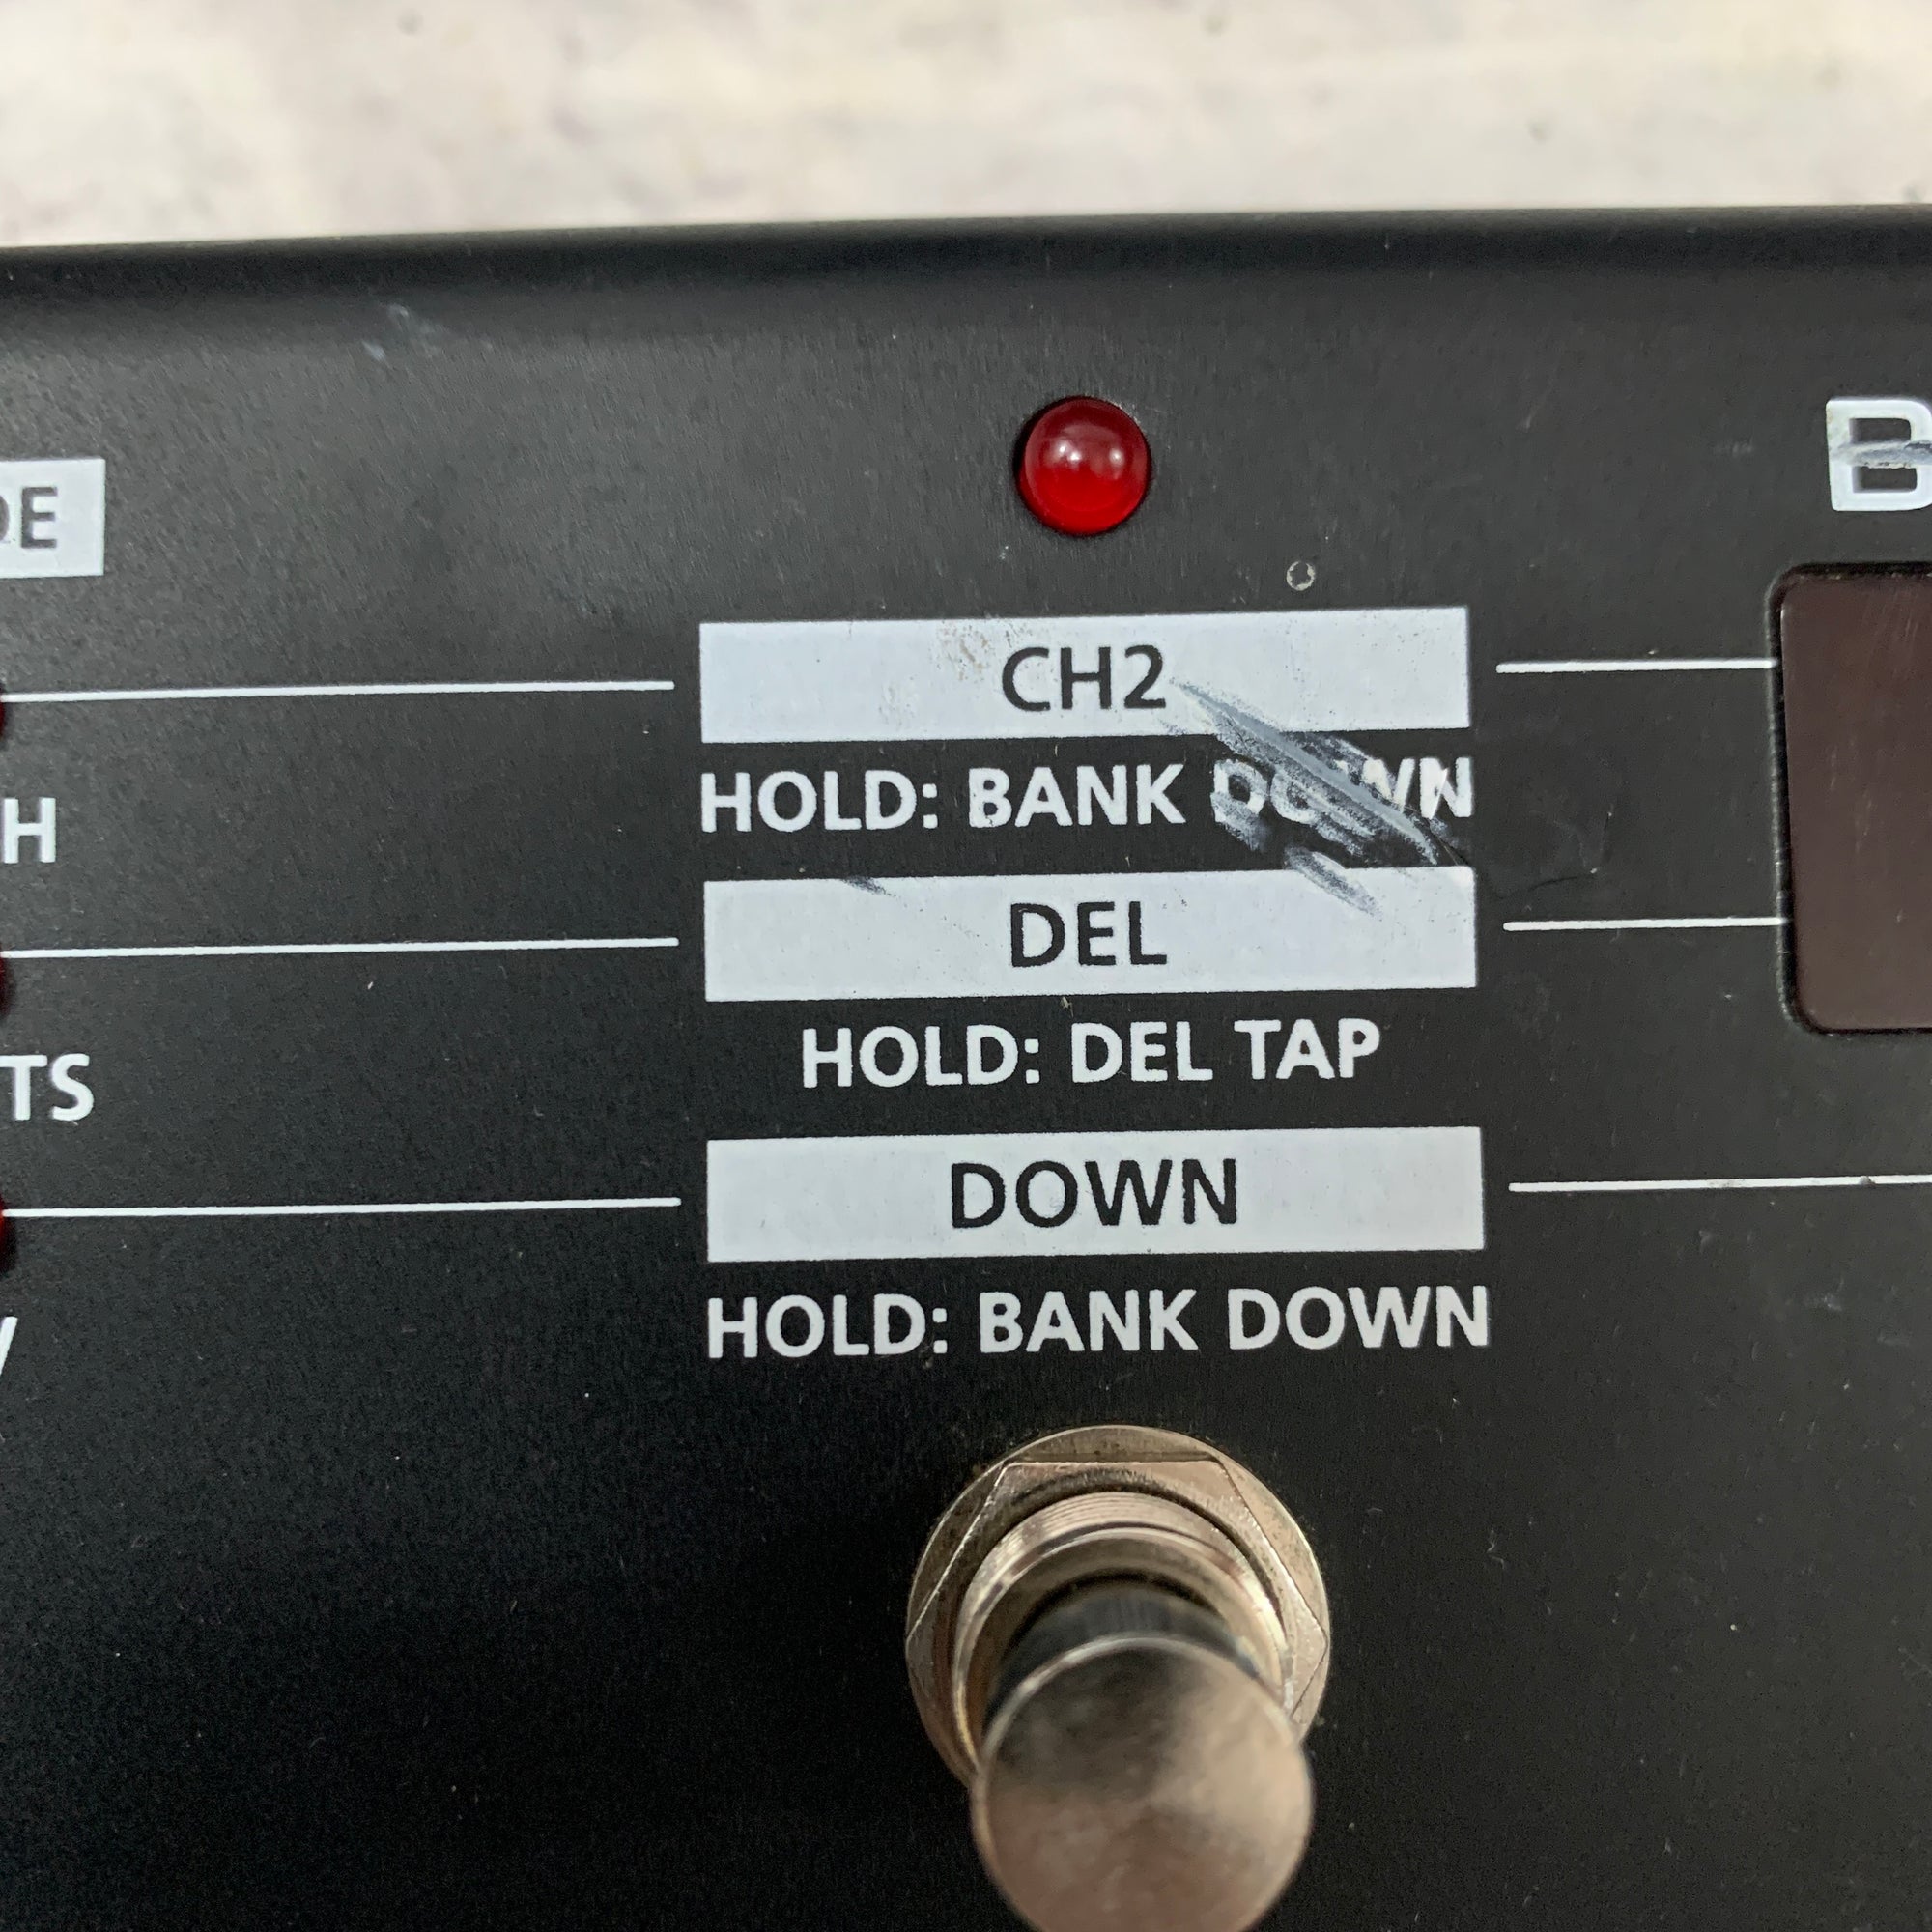 B
DE
CH2
HOLD: BANK DOWN
H
DEL
HOLD: DEL TAP
TS
DOWN
HOLD: BANK DOWN